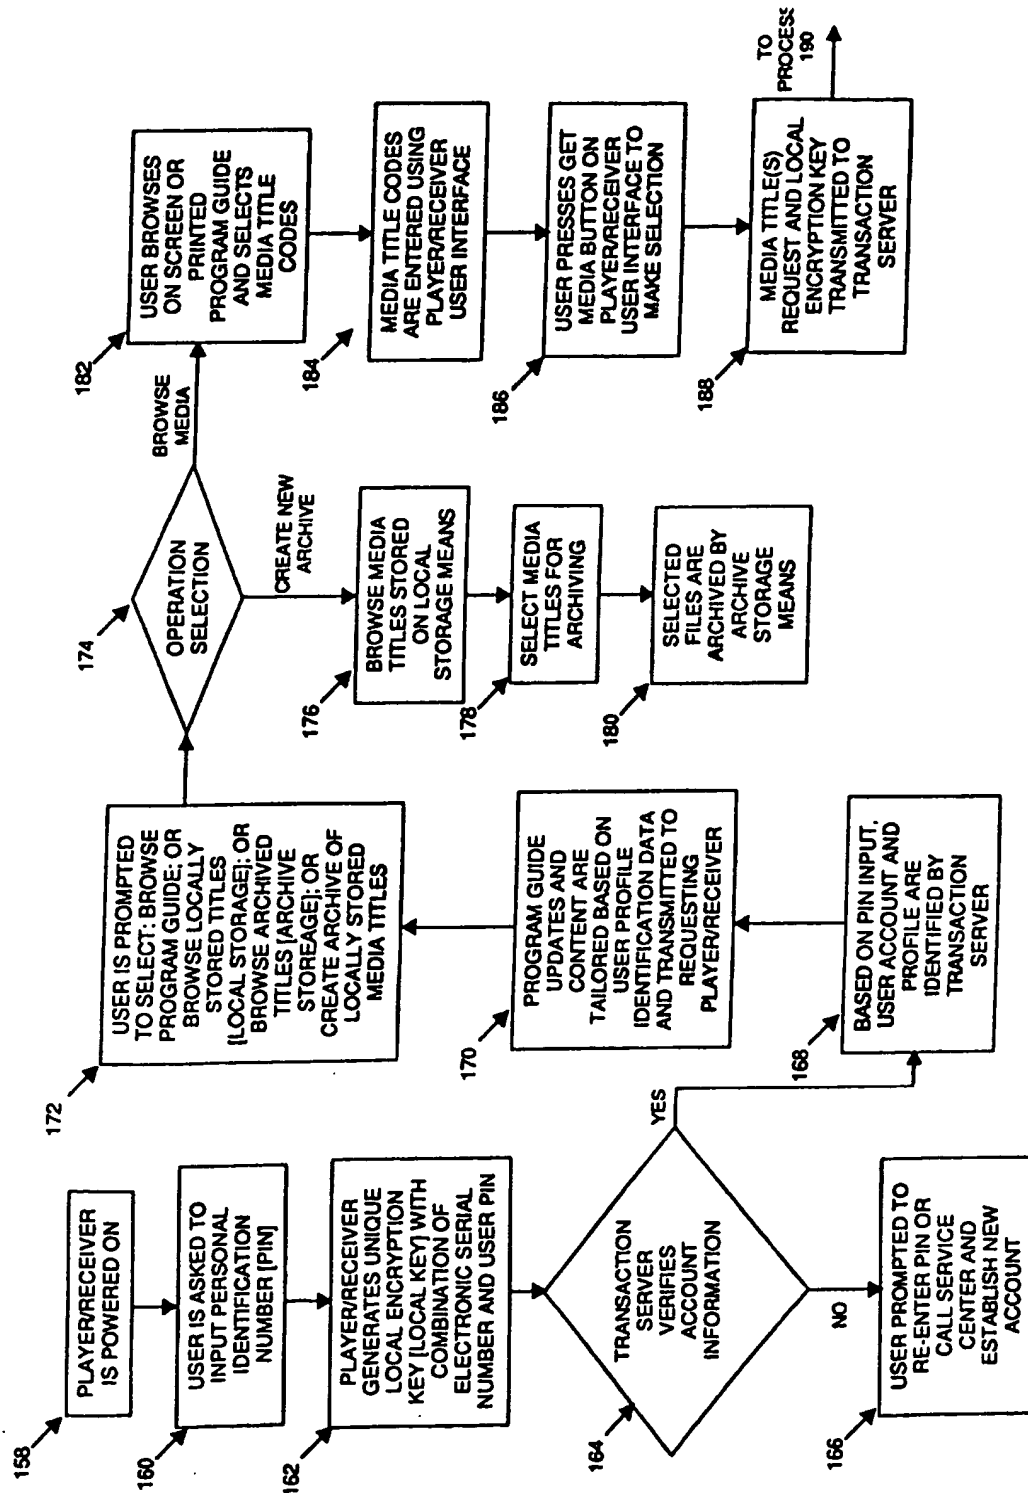 158
PLAYER/RECEIVER
IS POWERED ON
160
USER IS ASKED TO
INPUT PERSONAL
IDENTIFICATION
NUMBER [PIN]
162
PLAYER/RECEIVER
GENERATES UNIQUE
LOCAL ENCRYPTION
KEY [LOCAL KEY] WITH
COMBINATION OF
ELECTRONIC SERIAL
NUMBER AND USER PIN
164
TRANSACTION
SERVER
VERIFIES
ACCOUNT
INFORMATION
NO
YES
166
USER PROMPTED TO
RE-ENTER PIN OR
CALL SERVICE
CENTER AND
ESTABLISH NEW
ACCOUNT
168
BASED ON PIN INPUT,
USER ACCOUNT AND
PROFILE ARE
IDENTIFIED BY
TRANSACTION
SERVER
170
PROGRAM GUIDE
UPDATES AND
CONTENT ARE
TAILORED BASED ON
USER PROFILE
IDENTIFICATION DATA
AND TRANSMITTED TO
REQUESTING
PLAYER/RECEIVER
172
USER IS PROMPTED
TO SELECT: BROWSE
PROGRAM GUIDE; OR
BROWSE LOCALLY
STORED TITLES
[LOCAL STORAGE]; OR
BROWSE ARCHIVED
TITLES [ARCHIVE
STOREAGE]; OR
CREATE ARCHIVE OF
LOCALLY STORED
MEDIA TITLES
174
OPERATION
SELECTION
CREATE NEW
ARCHIVE
BROWSE
MEDIA
176
BROWSE MEDIA
TITLES STORED
ON LOCAL
STORAGE MEANS
178
SELECT MEDIA
TITLES FOR
ARCHIVING
180
SELECTED
FILES ARE
ARCHIVED BY
ARCHIVE
STORAGE
MEANS
182
USER BROWSES
ON SCREEN OR
PRINTED
PROGRAM GUIDE
AND SELECTS
MEDIA TITLE
CODES
184
MEDIA TITLE CODES
ARE ENTERED USING
PLAYER/RECEIVER
USER INTERFACE
186
USER PRESSES GET
MEDIA BUTTON ON
PLAYER/RECEIVER
USER INTERFACE TO
MAKE SELECTION
188
MEDIA TITLE(S)
REQUEST AND LOCAL
ENCRYPTION KEY
TRANSMITTED TO
TRANSACTION
SERVER
TO
PROCESS
190